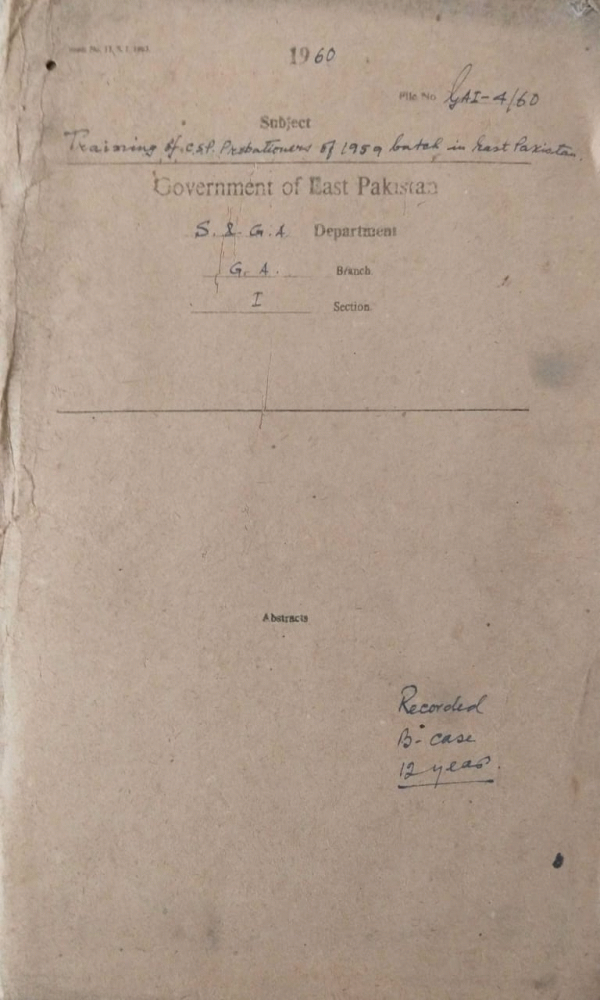 1960
File No GAI-4/60
Subject
Training of C.S.P. Probationers of 1959 batch in East Pakistan.
Government of East Pakistan
S. & G. A Department
G. A. Branch.
I Section.
Abstracts
Recorded
B- case
12 years.